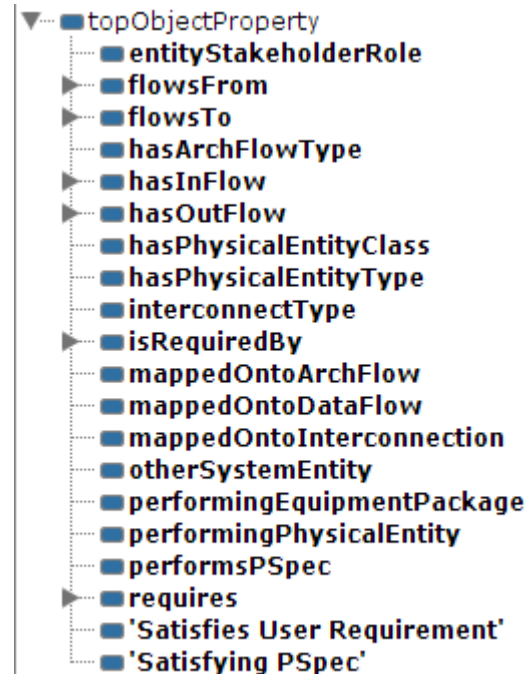 topObjectProperty
entityStakeholderRole
flowsFrom
flowsTo
hasArchFlowType
hasInFlow
hasOutFlow
hasPhysicalEntityClass
hasPhysicalEntityType
interconnectType
isRequiredBy
mappedOntoArchFlow
mappedOntoDataFlow
mappedOntoInterconnection
otherSystemEntity
performingEquipmentPackage
performingPhysicalEntity
performsPSpec
requires
'Satisfies User Requirement'
'Satisfying PSpec'